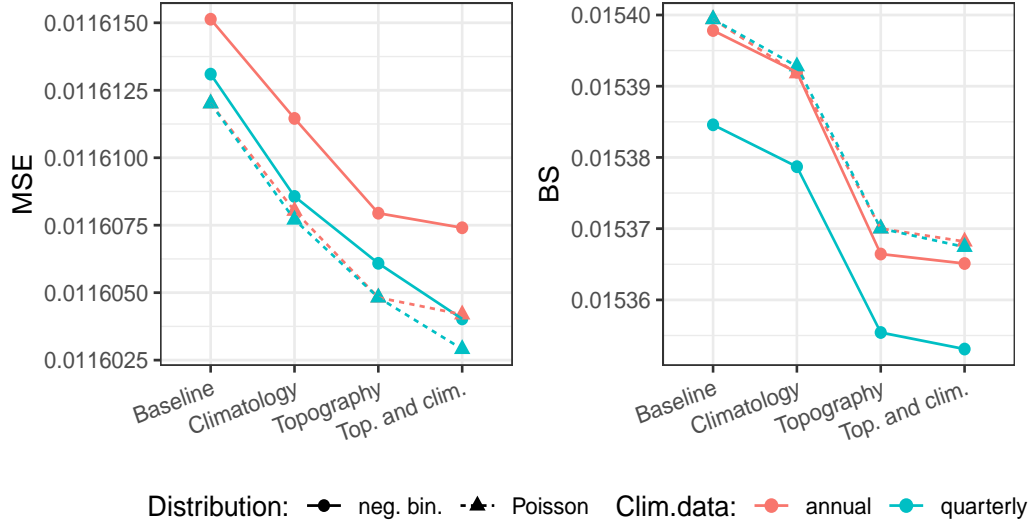 MSE
0.0116150
0.0116125
0.0116100
0.0116075
0.0116050
0.0116025
Baseline
Climatology
Topography
Top. and clim.
BS
0.01540
0.01539
0.01538
0.01537
0.01536
Baseline
Climatology
Topography
Top. and clim.
Distribution: neg. bin. Poisson Clim.data: annual quarterly